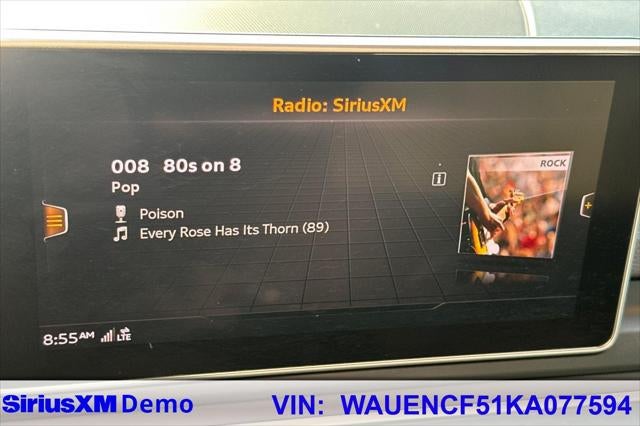 Radio: SiriusXM
008 80s on 8
Pop
ROCK
Poison
Every Rose Has Its Thorn (89)
8:55AM LTE
SiriusXM Demo VIN: WAUENCF51KA077594